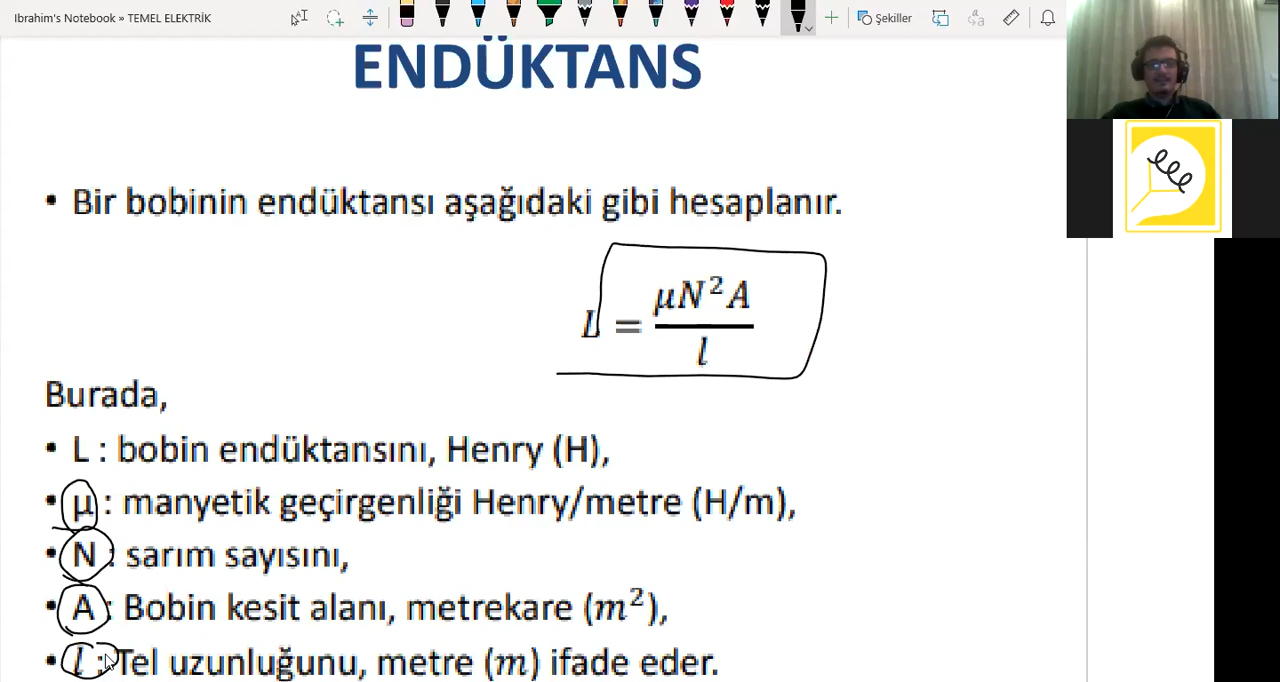 Ibrahim's Notebook » TEMEL ELEKTRİK
Şekiller
ENDÜKTANS
• Bir bobinin endüktansı aşağıdaki gibi hesaplanır.
L = μN²A / l
Burada,
• L : bobin endüktansını, Henry (H),
• μ : manyetik geçirgenliği Henry/metre (H/m),
• N : sarım sayısını,
• A : Bobin kesit alanı, metrekare (m²),
• l : Tel uzunluğunu, metre (m) ifade eder.